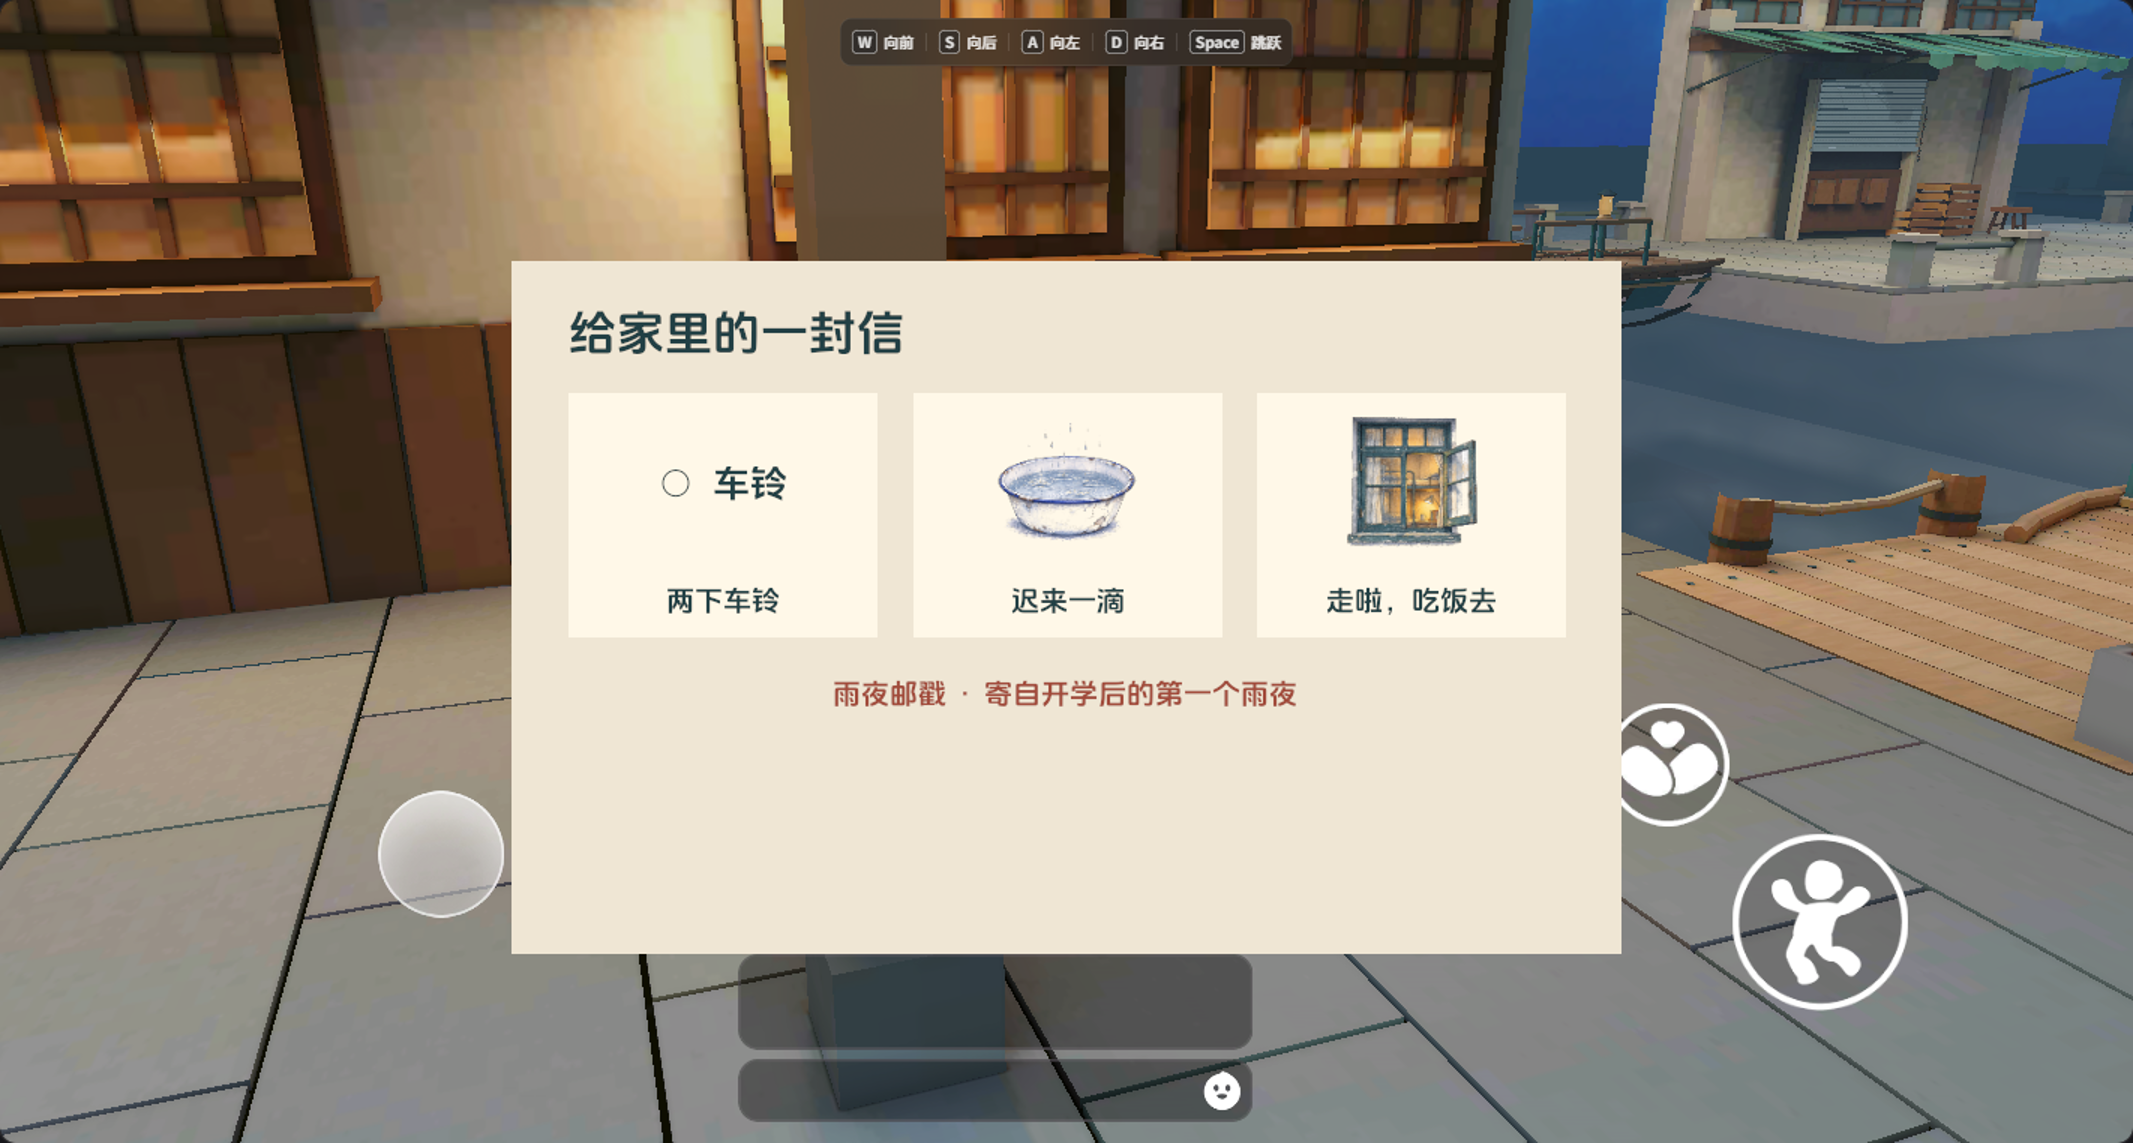 W 向前 S 向后 A 向左 D 向右 Space 跳跃
给家里的一封信
车铃
两下车铃
迟来一滴
走啦，吃饭去
雨夜邮戳 · 寄自开学后的第一个雨夜